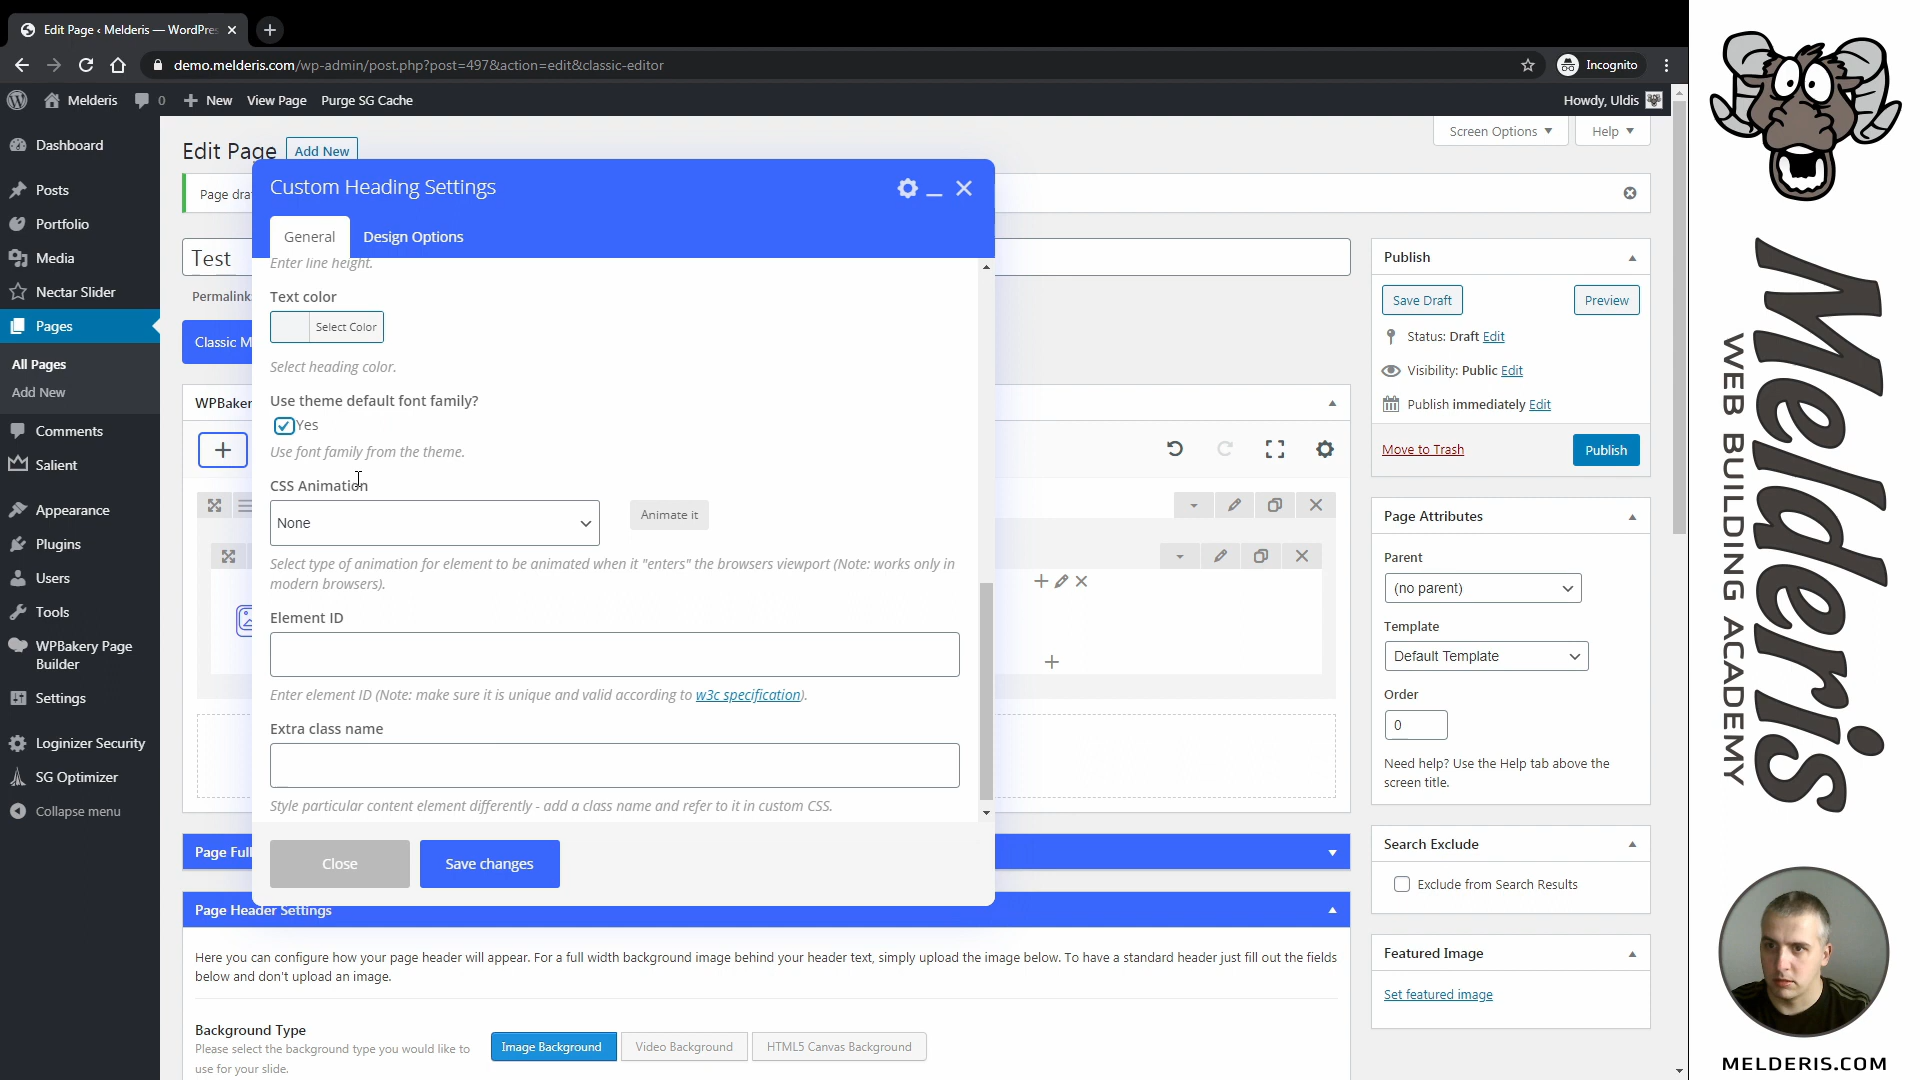 Edit Page ‹ Melderis — WordPres
demo.melderis.com/wp-admin/post.php?post=497&action=edit&classic-editor
Incognito
Melderis
0
New
View Page
Purge SG Cache
Howdy, Uldis
Dashboard
Posts
Portfolio
Media
Nectar Slider
Pages
All Pages
Add New
Comments
Salient
Appearance
Plugins
Users
Tools
WPBakery Page
Builder
Settings
Loginizer Security
SG Optimizer
Collapse menu
Screen Options
Help
Edit Page
Add New
Page dra
Test
Permalink
Classic M
WPBaker
Custom Heading Settings
General
Design Options
Enter line height.
Text color
Select Color
Select heading color.
Use theme default font family?
Yes
Use font family from the theme.
CSS Animation
None
Animate it
Select type of animation for element to be animated when it "enters" the browsers viewport (Note: works only in
modern browsers).
Element ID
Enter element ID (Note: make sure it is unique and valid according to w3c specification).
Extra class name
Style particular content element differently - add a class name and refer to it in custom CSS.
Close
Save changes
Page Full
Page Header Settings
Here you can configure how your page header will appear. For a full width background image behind your header text, simply upload the image below. To have a standard header just fill out the fields
below and don't upload an image.
Background Type
Please select the background type you would like to
use for your slide.
Image Background
Video Background
HTML5 Canvas Background
Publish
Save Draft
Preview
Status: Draft Edit
Visibility: Public Edit
Publish immediately Edit
Move to Trash
Publish
Page Attributes
Parent
(no parent)
Template
Default Template
Order
0
Need help? Use the Help tab above the
screen title.
Search Exclude
Exclude from Search Results
Featured Image
Set featured image
Melderis
WEB BUILDING ACADEMY
MELDERIS.COM